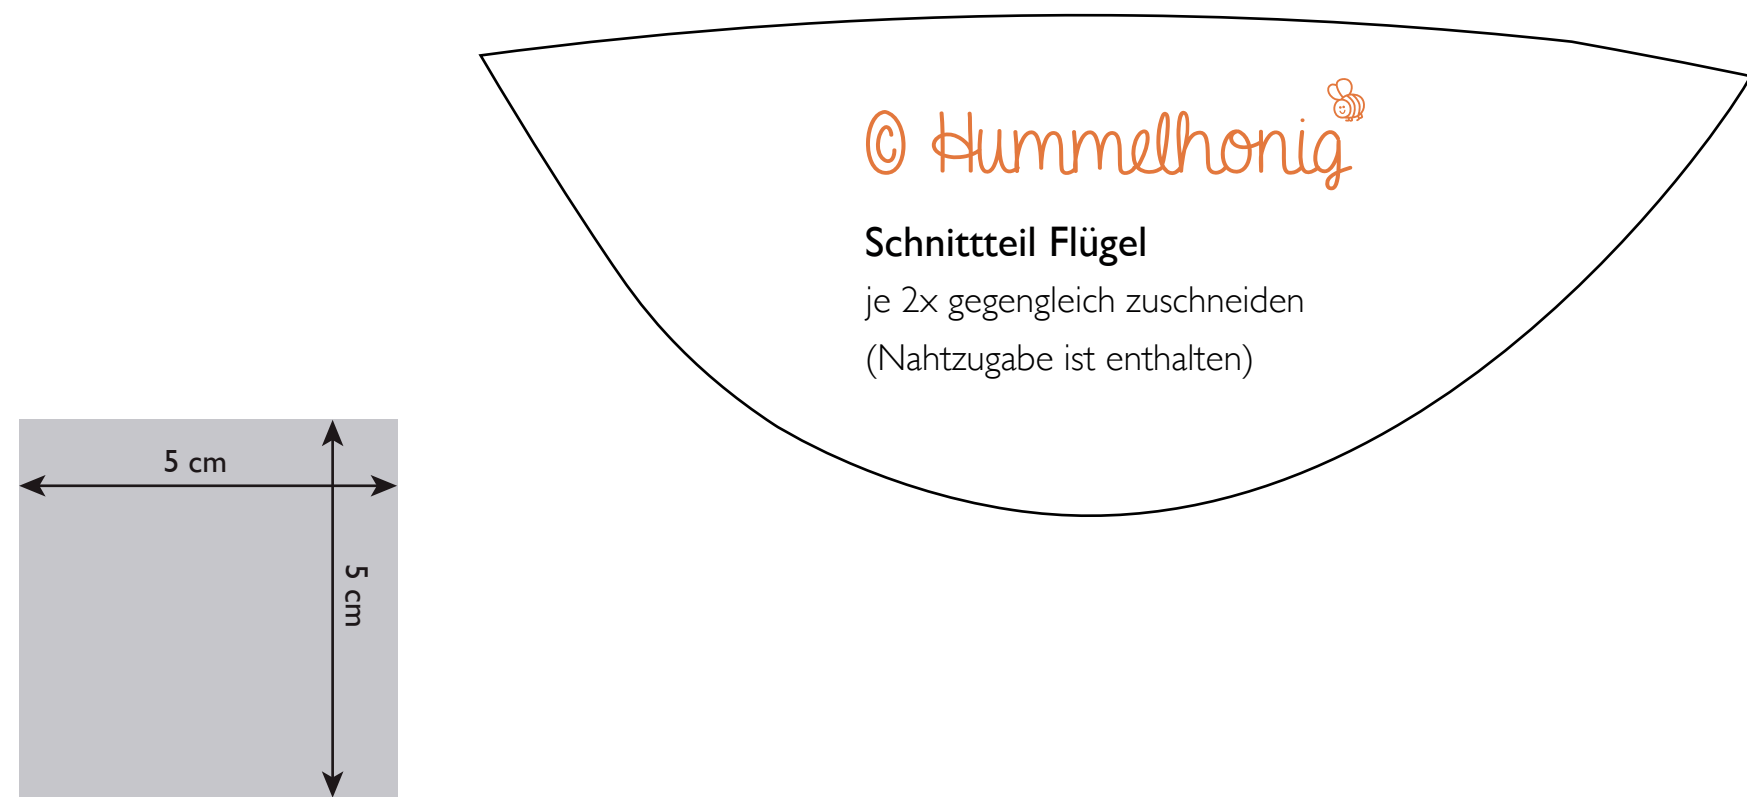 © Hummelhonig
Schnittteil Flügel
je 2x gegengleich zuschneiden
(Nahtzugabe ist enthalten)
5 cm
5 cm